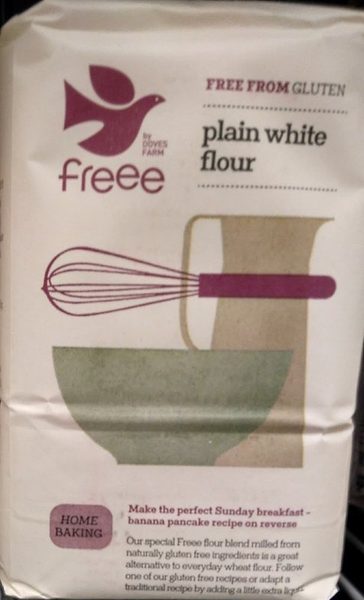 FREE FROM GLUTEN
by
DOVES
FARM
freee
plain white
flour
HOME
BAKING
Make the perfect Sunday breakfast -
banana pancake recipe on reverse
Our special Freee flour blend milled from
naturally gluten free ingredients is a great
alternative to everyday wheat flour. Follow
one of our gluten free recipes or adapt a
traditional recipe by adding a little extra